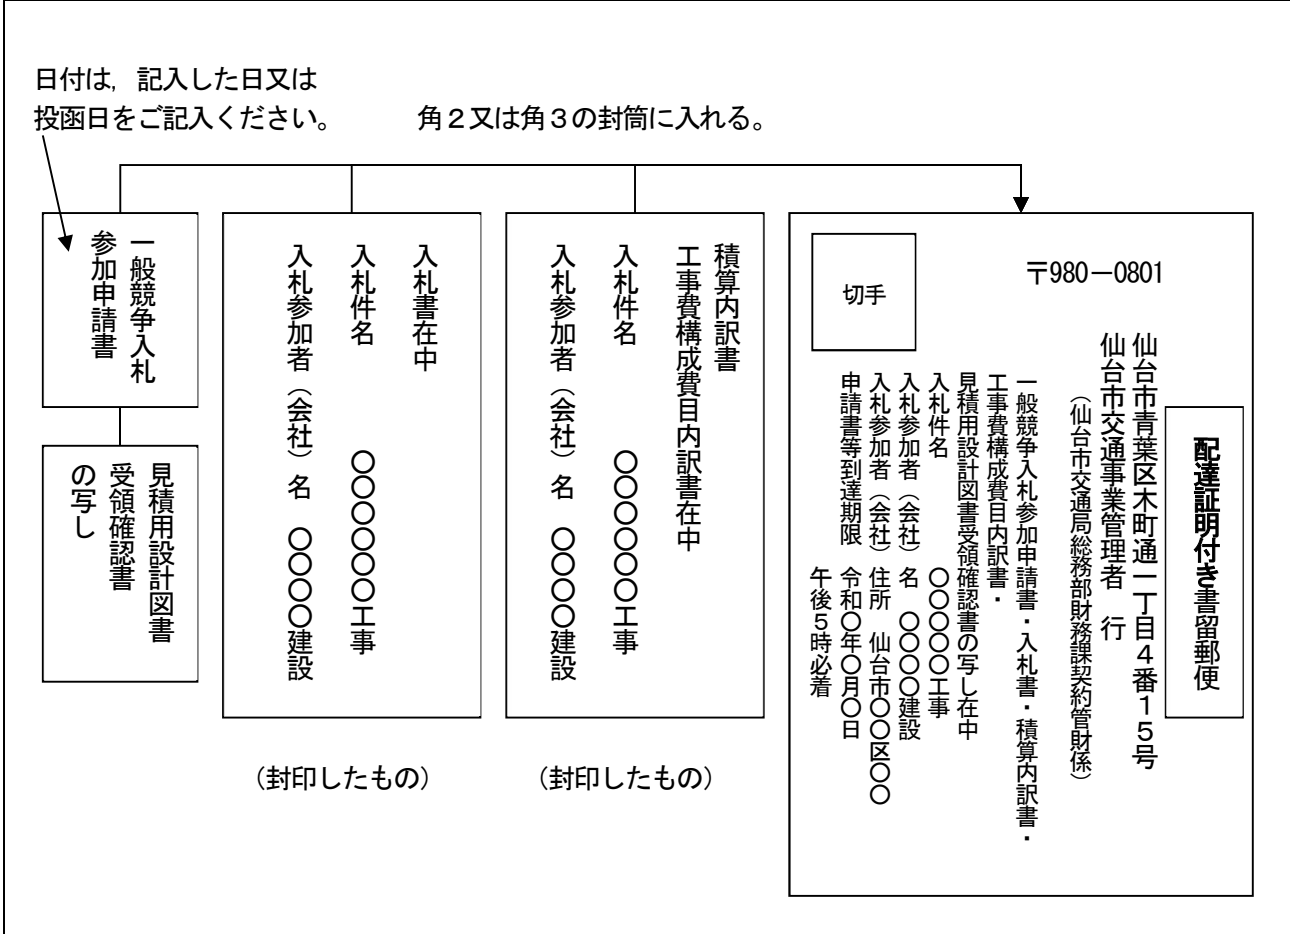 日付は，記入した日又は
投函日をご記入ください。
角２又は角３の封筒に入れる。
一般競争入札
参加申請書
見積用設計図書
受領確認書
の写し
入札書在中
入札件名　　　〇〇〇〇〇〇工事
入札参加者（会社）名　〇〇〇〇建設
（封印したもの）
積算内訳書
工事費構成費目内訳書在中
入札件名　　　〇〇〇〇〇〇工事
入札参加者（会社）名　〇〇〇〇建設
（封印したもの）
切手
〒980－0801
配達証明付き書留郵便
仙台市青葉区木町通一丁目４番１５号
仙台市交通事業管理者　行
（仙台市交通局総務部財務課契約管財係）
一般競争入札参加申請書・入札書・積算内訳書・
工事費構成費目内訳書・
見積用設計図書受領確認書の写し在中
入札件名　　　〇〇〇〇〇工事
入札参加者（会社）名　〇〇〇〇建設
入札参加者（会社）住所　仙台市〇〇区〇〇
申請書等到達期限　令和〇年〇月〇日
午後５時必着